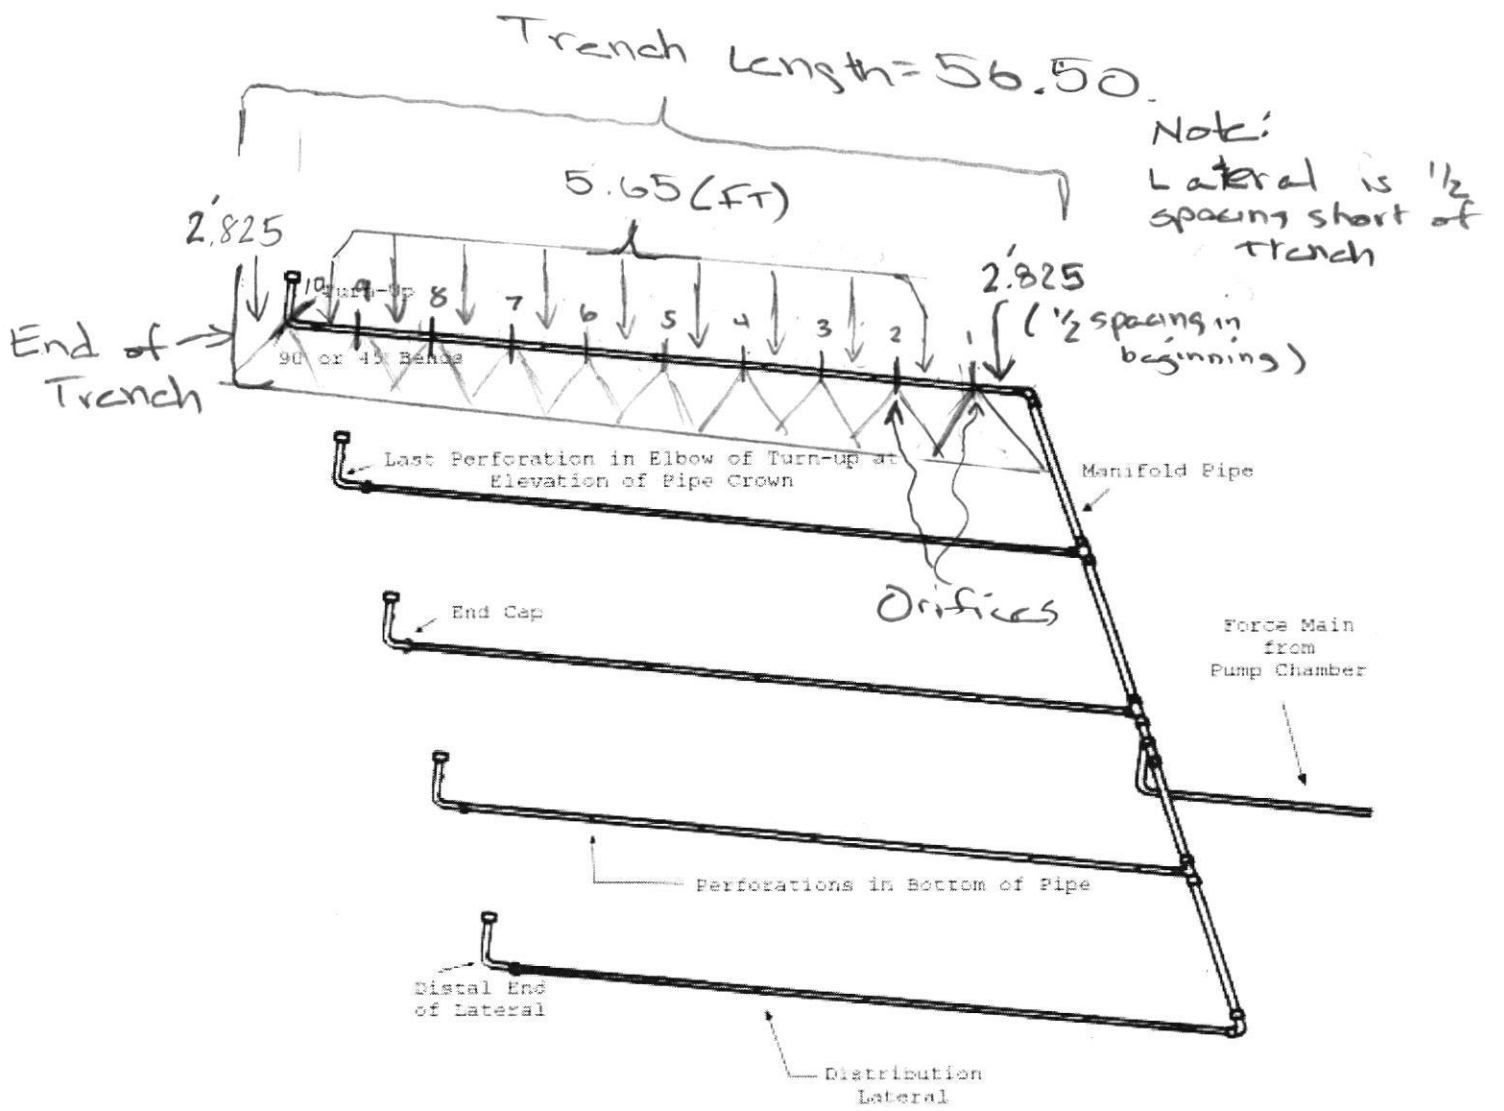 Trench Length = 56.50
Note:
Lateral is 1/2
spacing short of
trench
5.65 (FT)
2.825'
2.825'
(1/2 spacing in
beginning)
End of
Trench
10 9 8 7 6 5 4 3 2 1
Turn-Up
90 or 45 Bends
Last Perforation in Elbow of Turn-up at
Elevation of Pipe Crown
Manifold Pipe
Orifices
End Cap
Force Main
from
Pump Chamber
Perforations in Bottom of Pipe
Distal End
of Lateral
Distribution
Lateral